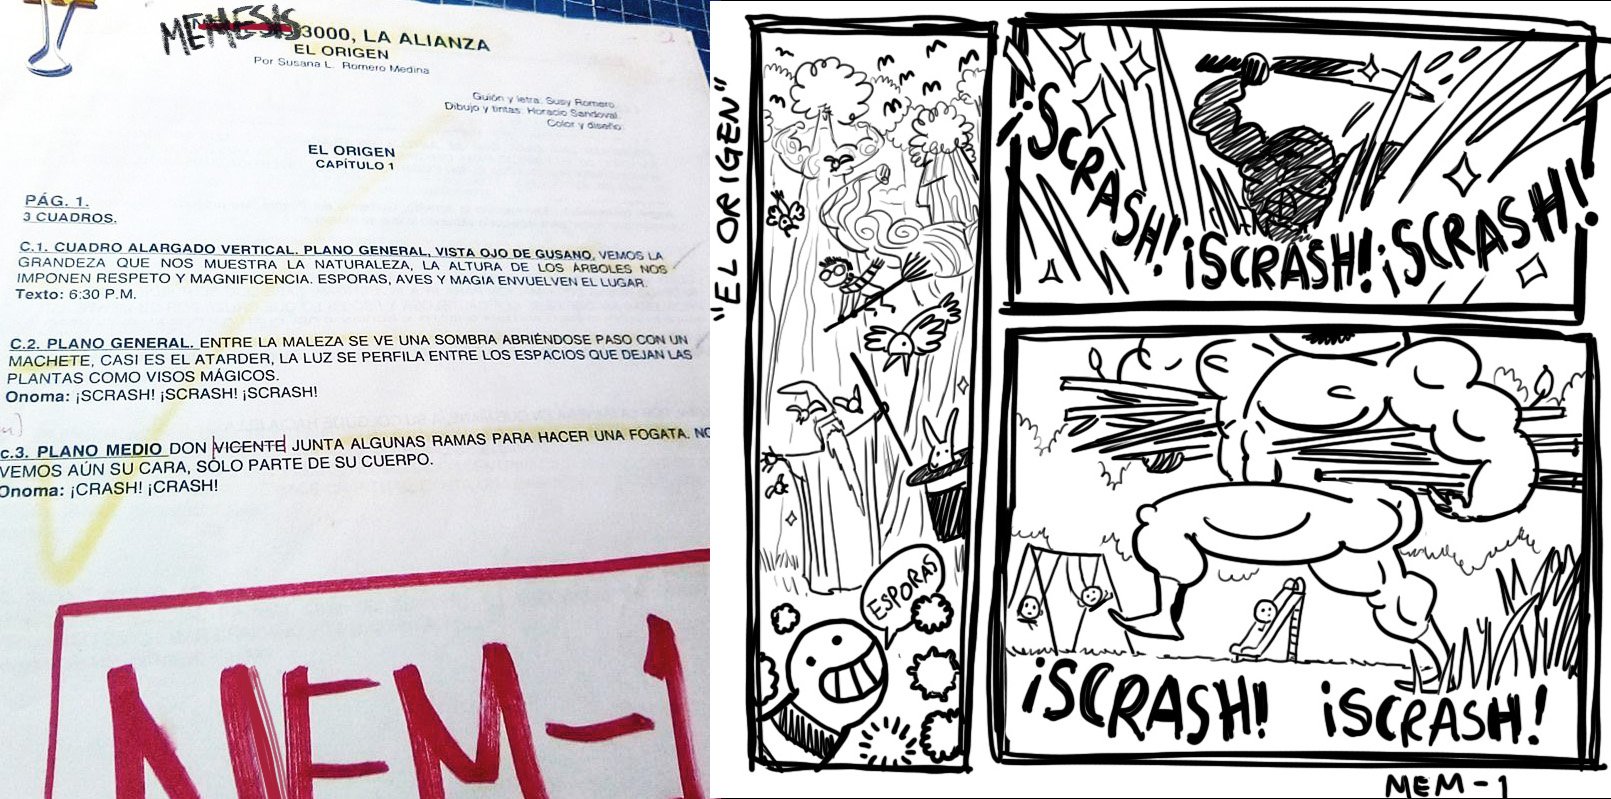 MEMESIS 3000, LA ALIANZA
EL ORIGEN
Por Susana L. Romero Medina
Guión y letra: Susy Romero.
Dibujo y tintas: Horacio Sandoval.
Color y diseño:
EL ORIGEN
CAPÍTULO 1
PÁG. 1.
3 CUADROS.
C.1. CUADRO ALARGADO VERTICAL. PLANO GENERAL, VISTA OJO DE GUSANO, VEMOS LA
GRANDEZA QUE NOS MUESTRA LA NATURALEZA, LA ALTURA DE LOS ÁRBOLES NOS
IMPONEN RESPETO Y MAGNIFICENCIA. ESPORAS, AVES Y MAGIA ENVUELVEN EL LUGAR.
Texto: 6:30 P.M.
C.2. PLANO GENERAL. ENTRE LA MALEZA SE VE UNA SOMBRA ABRIÉNDOSE PASO CON UN
MACHETE, CASI ES EL ATARDER, LA LUZ SE PERFILA ENTRE LOS ESPACIOS QUE DEJAN LAS
PLANTAS COMO VISOS MÁGICOS.
Onoma: ¡SCRASH! ¡SCRASH! ¡SCRASH!
c.3. PLANO MEDIO DON VICENTE JUNTA ALGUNAS RAMAS PARA HACER UNA FOGATA. NO
VEMOS AÚN SU CARA, SÓLO PARTE DE SU CUERPO.
Onoma: ¡CRASH! ¡CRASH!
MEM-1
"EL ORIGEN"
ESPORAS
¡SCRASH! ¡SCRASH! ¡SCRASH!
¡SCRASH! ¡SCRASH!
MEM-1